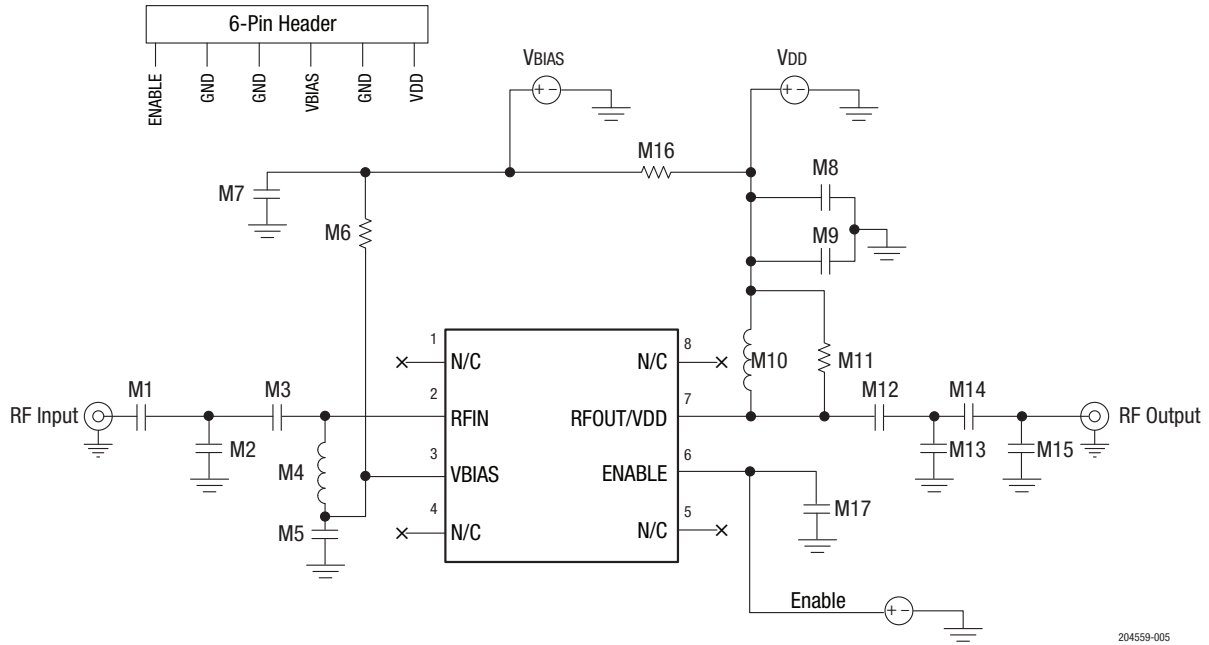 6-Pin Header
ENABLE
GND
GND
VBIAS
GND
VDD
VBIAS
+ -
VDD
+ -
M16
M8
M7
M6
M9
1
N/C
8
N/C
M10
M11
M1
M3
2
M12
M14
RF Input
RFIN
7
RFOUT/VDD
RF Output
M2
M4
3
VBIAS
6
ENABLE
M13
M15
M5
4
N/C
5
N/C
M17
Enable
+ -
204559-005